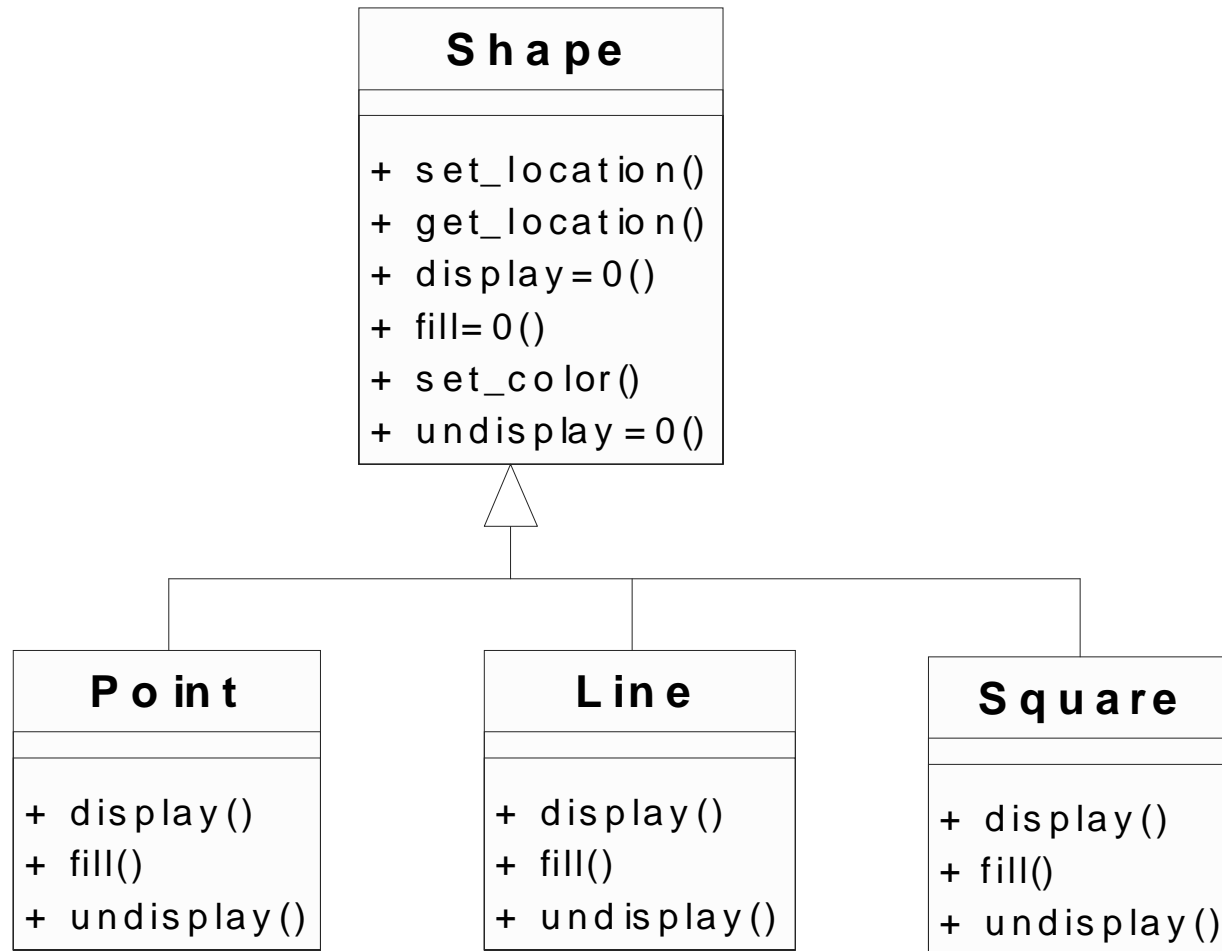 Shape
+ set_location()
+ get_location()
+ display=0()
+ fill=0()
+ set_color()
+ undisplay=0()
Point
+ display()
+ fill()
+ undisplay()
Line
+ display()
+ fill()
+ undisplay()
Square
+ display()
+ fill()
+ undisplay()